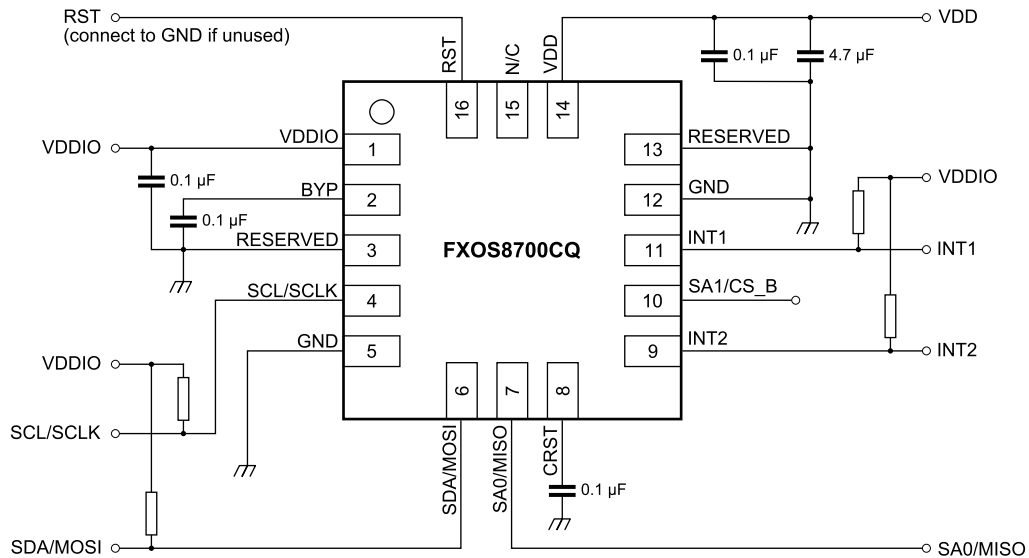 RST
(connect to GND if unused)
VDD
RST
N/C
VDD
0.1 µF
4.7 µF
16
15
14
VDDIO
VDDIO
1
13
RESERVED
0.1 µF
BYP
2
12
GND
VDDIO
0.1 µF
RESERVED
3
FXOS8700CQ
11
INT1
INT1
SCL/SCLK
4
10
SA1/CS_B
GND
5
9
INT2
INT2
VDDIO
6
7
8
SCL/SCLK
SDA/MOSI
SA0/MISO
CRST
0.1 µF
SDA/MOSI
SA0/MISO